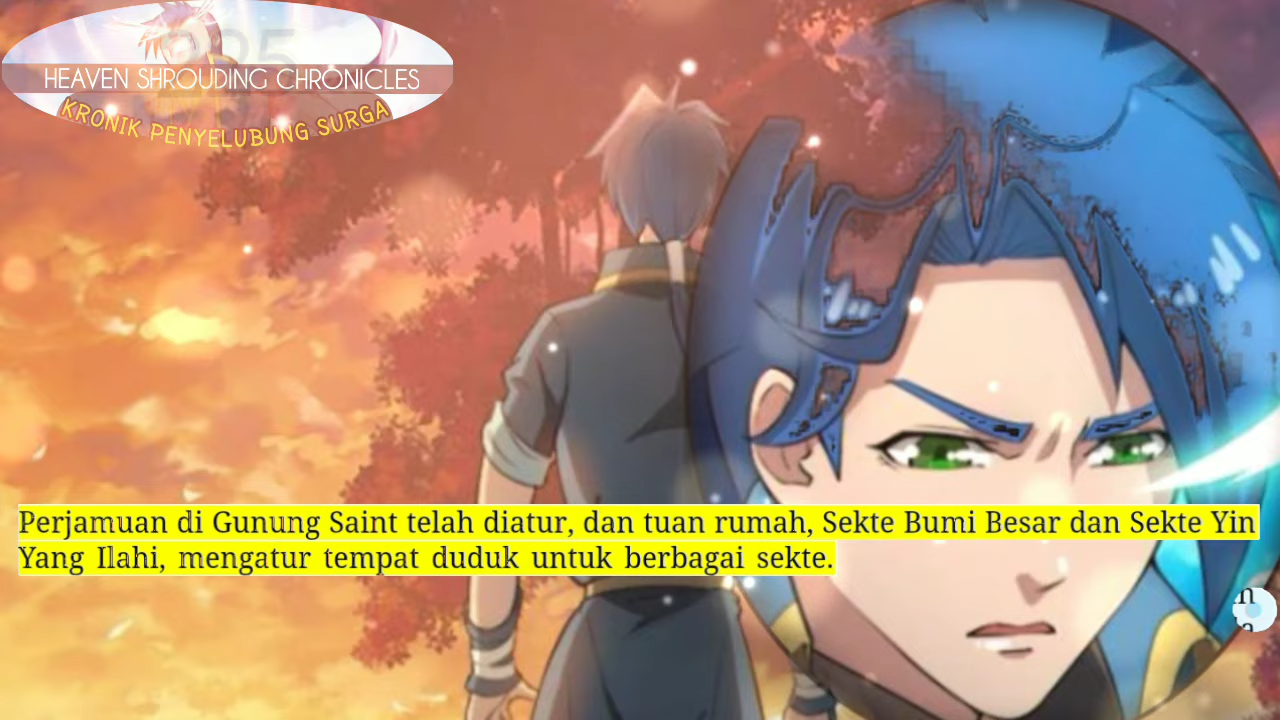 HEAVEN SHROUDING CHRONICLES
KRONIK PENYELUBUNG SURGA
Perjamuan di Gunung Saint telah diatur, dan tuan rumah, Sekte Bumi Besar dan Sekte Yin
Yang Ilahi, mengatur tempat duduk untuk berbagai sekte.